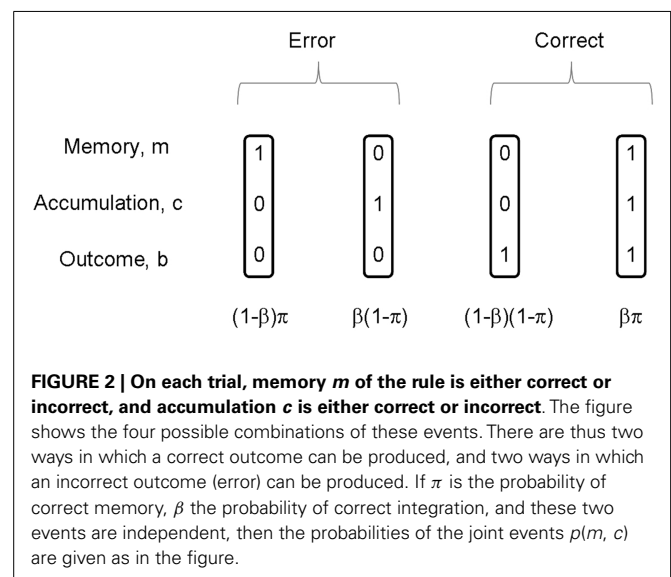 Error Correct
Memory, m 1 0 0 1
Accumulation, c 0 1 0 1
Outcome, b 0 0 1 1
(1-β)π β(1-π) (1-β)(1-π) βπ
FIGURE 2 | On each trial, memory m of the rule is either correct or
incorrect, and accumulation c is either correct or incorrect. The figure
shows the four possible combinations of these events. There are thus two
ways in which a correct outcome can be produced, and two ways in which
an incorrect outcome (error) can be produced. If π is the probability of
correct memory, β the probability of correct integration, and these two
events are independent, then the probabilities of the joint events p(m, c)
are given as in the figure.